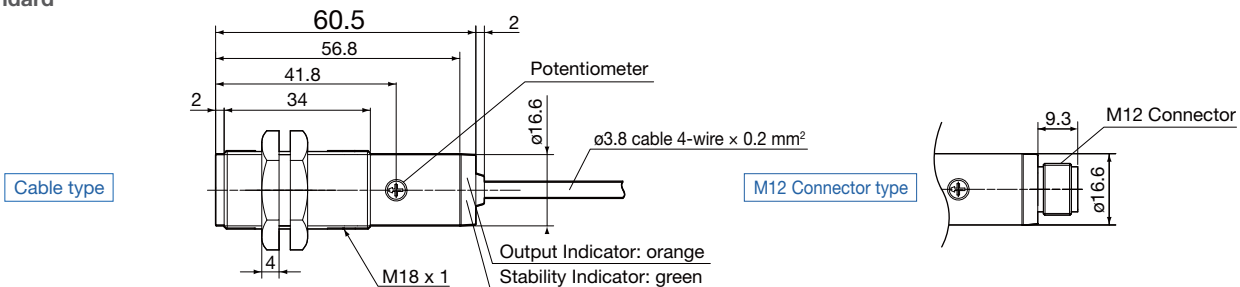 ndard
60.5
2
56.8
Potentiometer
41.8
2
34
ø16.6
ø3.8 cable 4-wire × 0.2 mm²
Cable type
4
M18 x 1
Output Indicator: orange
Stability Indicator: green
M12 Connector type
9.3
M12 Connector
ø16.6